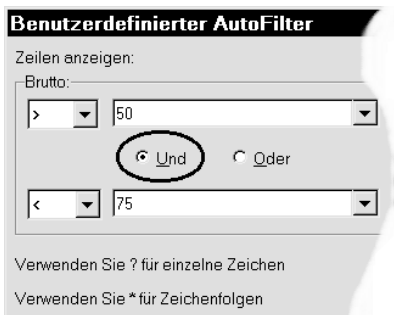 Benutzerdefinierter AutoFilter
Zeilen anzeigen:
Brutto:
> 50
Und Oder
< 75
Verwenden Sie ? für einzelne Zeichen
Verwenden Sie * für Zeichenfolgen